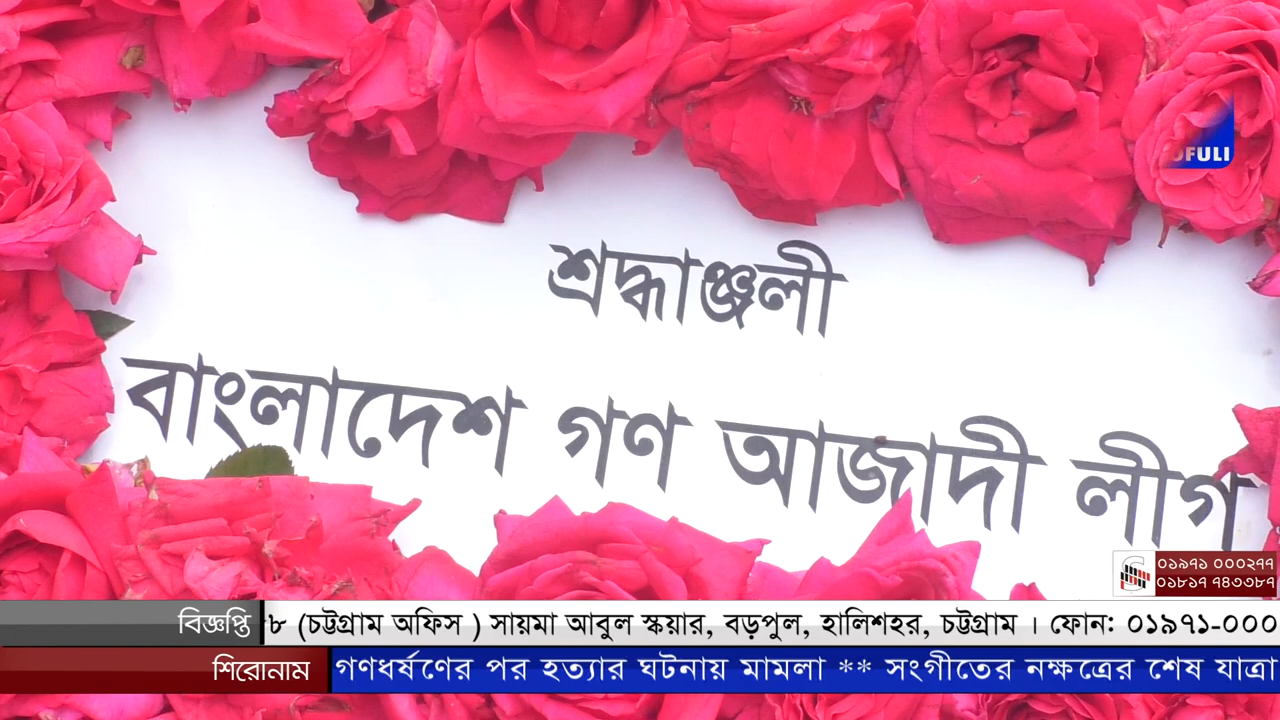 OFULI
শ্রদ্ধাঞ্জলী
বাংলাদেশ গণ আজাদী লীগ
০১৯৭১ ০০০২৭৭
০১৮১৭ ৭৪৩৩৮৭
বিজ্ঞপ্তি ৮ (চট্টগ্রাম অফিস ) সায়মা আবুল স্কয়ার, বড়পুল, হালিশহর, চট্টগ্রাম । ফোন: ০১৯৭১-০০০
শিরোনাম গণধর্ষণের পর হত্যার ঘটনায় মামলা ** সংগীতের নক্ষত্রের শেষ যাত্রা